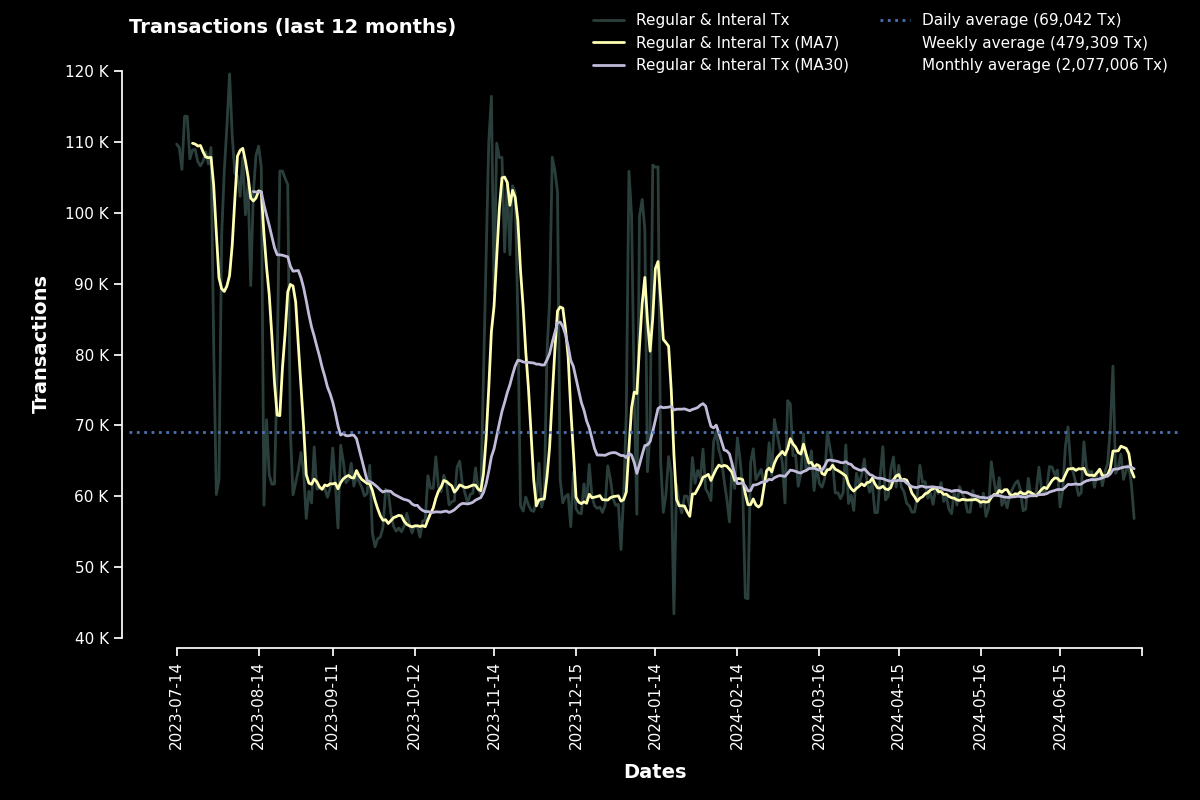 Transactions (last 12 months)
Regular & Interal Tx
Regular & Interal Tx (MA7)
Regular & Interal Tx (MA30)
Daily average (69,042 Tx)
Weekly average (479,309 Tx)
Monthly average (2,077,006 Tx)
120 K
110 K
100 K
90 K
80 K
70 K
60 K
50 K
40 K
Transactions
2023-07-14
2023-08-14
2023-09-11
2023-10-12
2023-11-14
2023-12-15
2024-01-14
2024-02-14
2024-03-16
2024-04-15
2024-05-16
2024-06-15
Dates